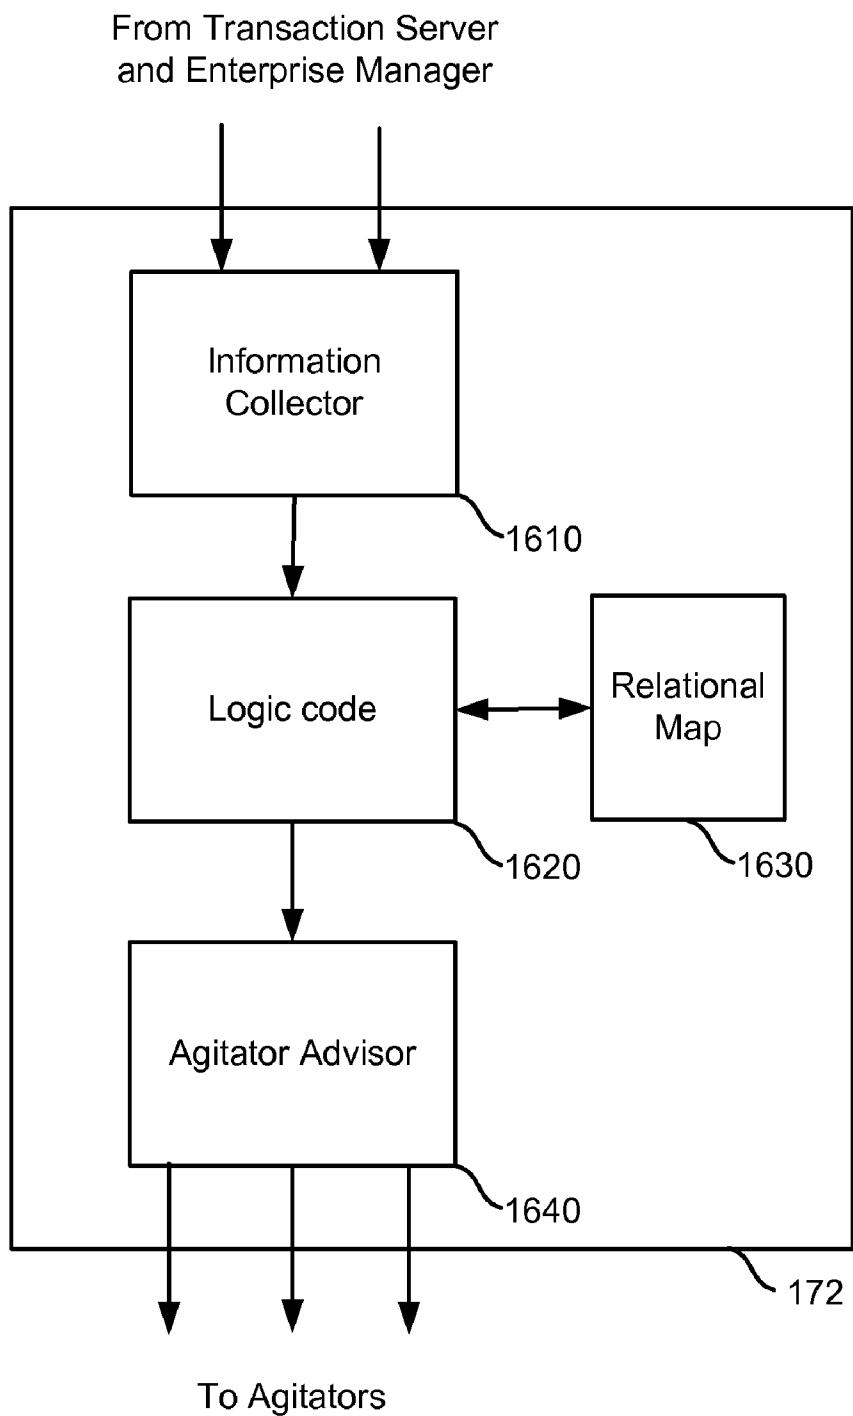 From Transaction Server
and Enterprise Manager
Information
Collector
1610
Logic code
Relational
Map
1620
1630
Agitator Advisor
1640
172
To Agitators